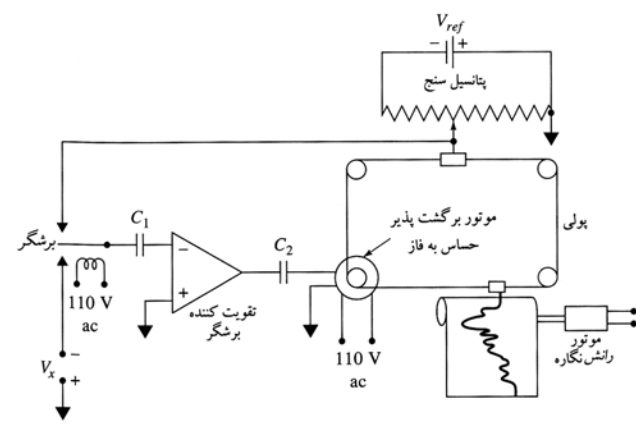 V_ref
− +
پتانسیل سنج
C₁
C₂
موتور برگشت پذیر
حساس به فاز
پولی
برشگر
−
+
تقویت کننده
برشگر
110 V
ac
110 V
ac
موتور
رانش نگاره
Vₓ
−
+